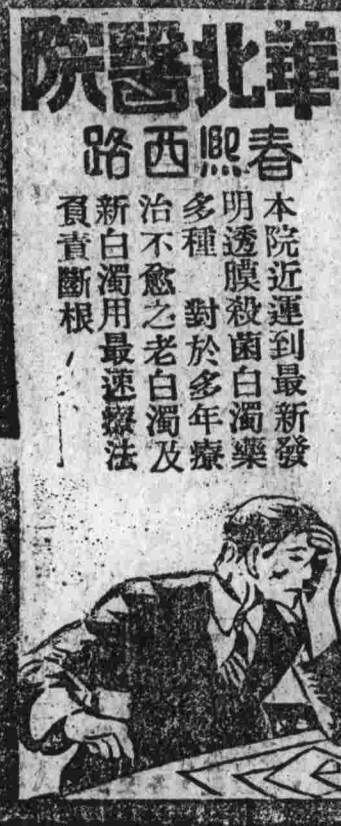 華北醫院
春熙西路
本院近運到最新發
明透膜殺菌白濁藥
多種　對於多年療
治不愈之老白濁及
新白濁用最速療法
負責斷根